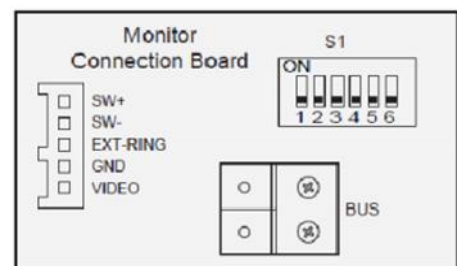 Monitor
Connection Board
S1
ON
1 2 3 4 5 6
SW+
SW-
EXT-RING
GND
VIDEO
BUS